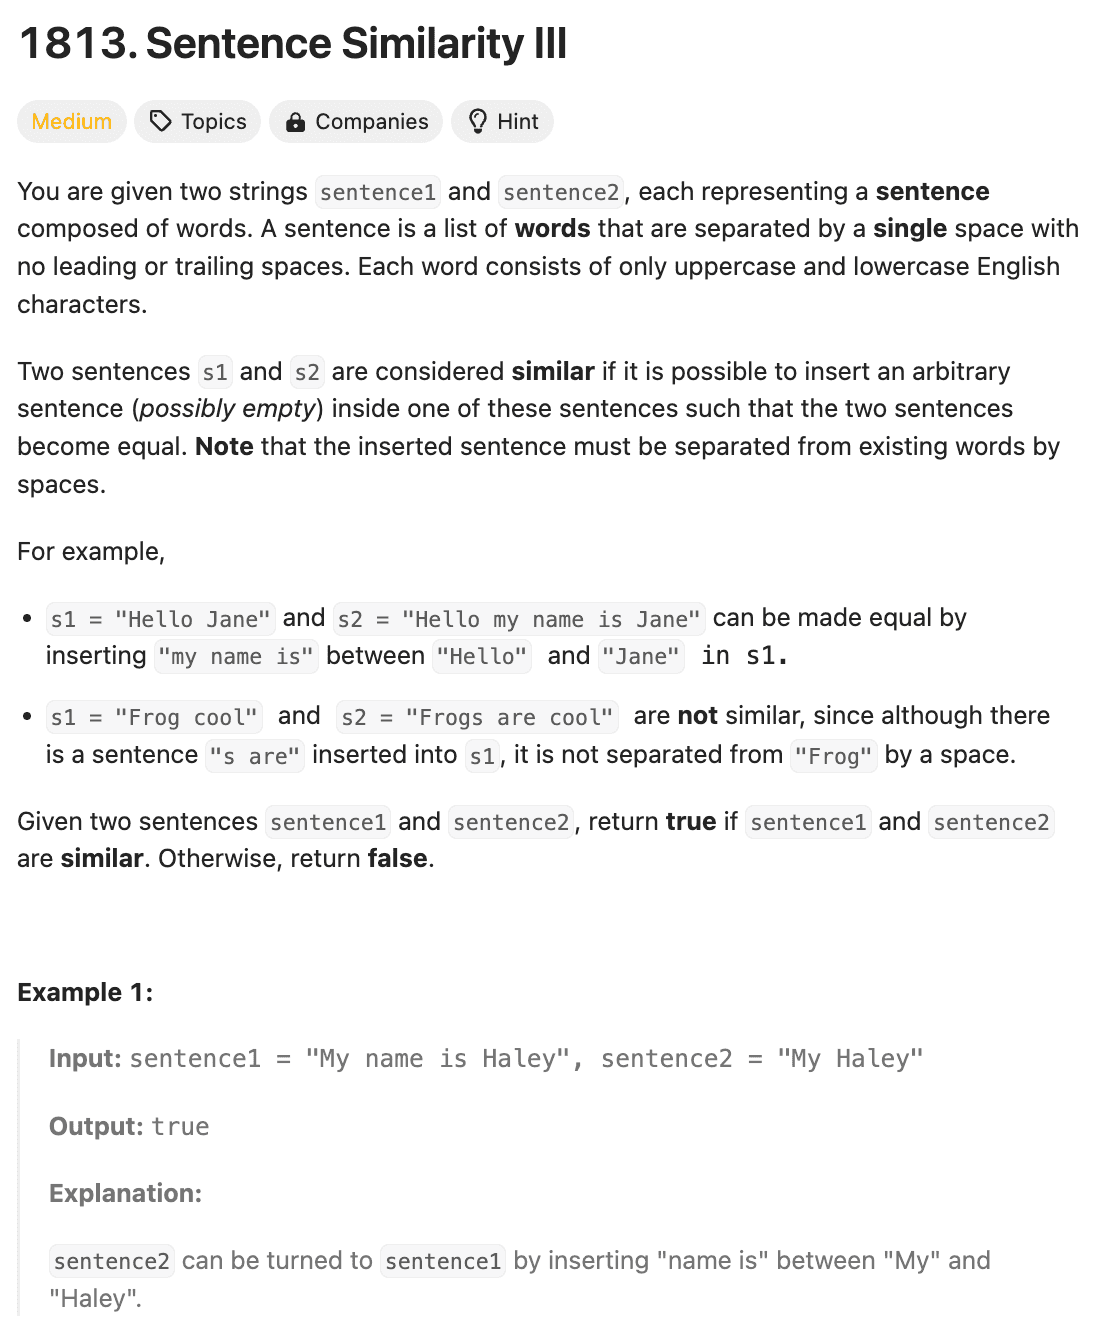 1813. Sentence Similarity III
Medium Topics Companies Hint
You are given two strings sentence1 and sentence2, each representing a sentence
composed of words. A sentence is a list of words that are separated by a single space with
no leading or trailing spaces. Each word consists of only uppercase and lowercase English
characters.
Two sentences s1 and s2 are considered similar if it is possible to insert an arbitrary
sentence (possibly empty) inside one of these sentences such that the two sentences
become equal. Note that the inserted sentence must be separated from existing words by
spaces.
For example,
• s1 = "Hello Jane" and s2 = "Hello my name is Jane" can be made equal by
inserting "my name is" between "Hello" and "Jane" in s1.
• s1 = "Frog cool" and s2 = "Frogs are cool" are not similar, since although there
is a sentence "s are" inserted into s1, it is not separated from "Frog" by a space.
Given two sentences sentence1 and sentence2, return true if sentence1 and sentence2
are similar. Otherwise, return false.
Example 1:
Input: sentence1 = "My name is Haley", sentence2 = "My Haley"
Output: true
Explanation:
sentence2 can be turned to sentence1 by inserting "name is" between "My" and
"Haley".